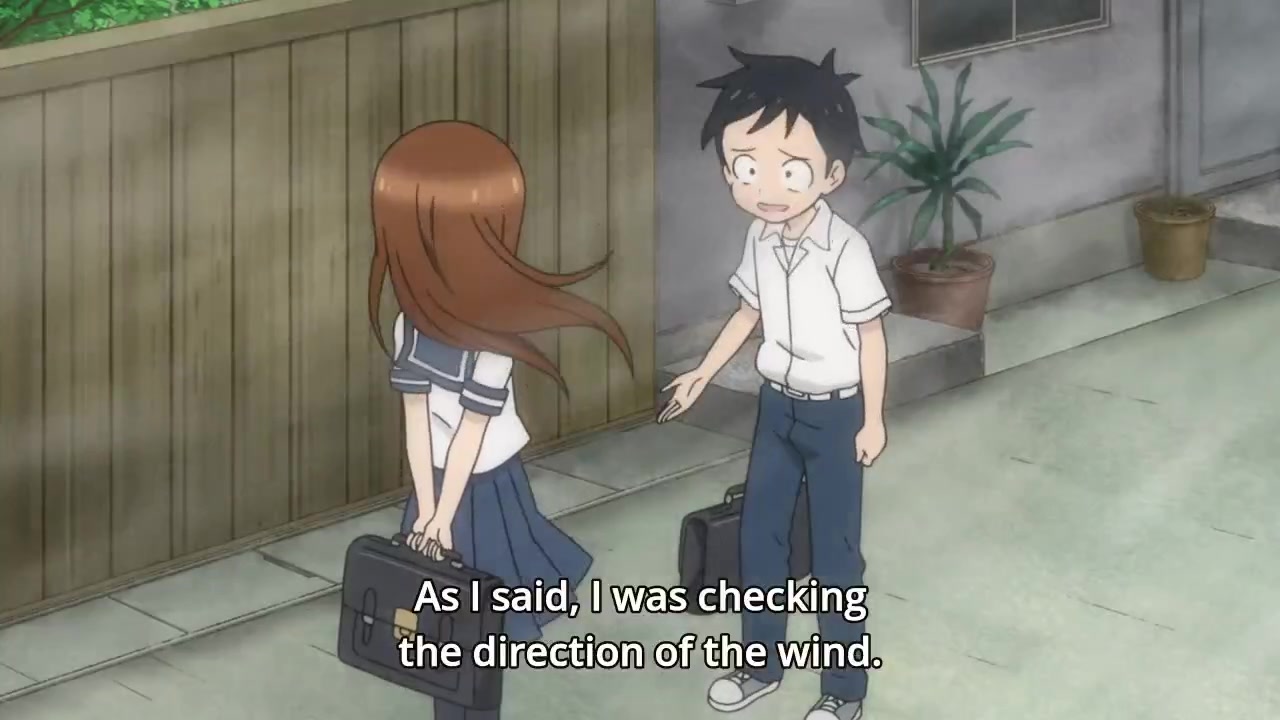 As I said, I was checking
the direction of the wind.